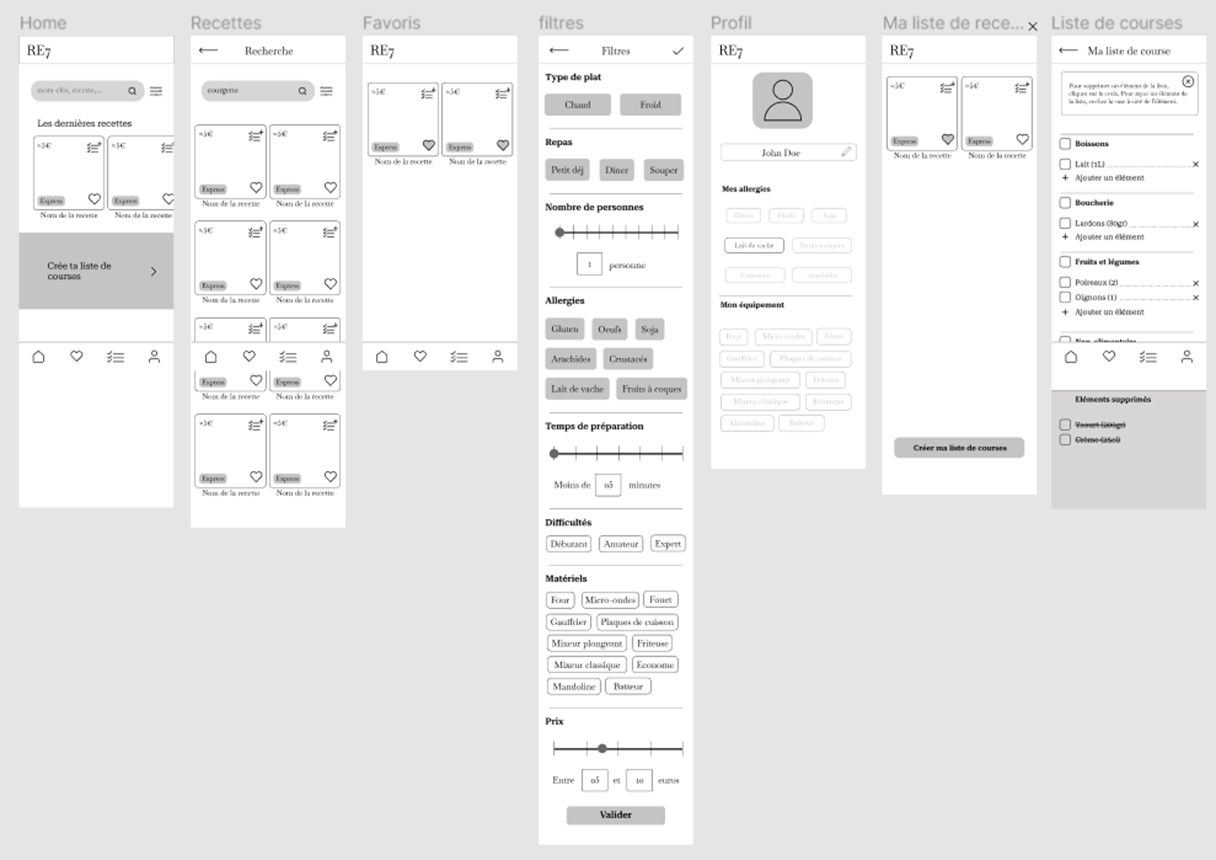 Home
RE7
mots-clés, recette,...
Les dernières recettes
~5€
~5€
Express
Express
Nom de la recette
Nom de la recette
Crée ta liste de
courses
Recettes
Recherche
courgette
~5€
~5€
Express
Express
Nom de la recette
Nom de la recette
~5€
~5€
Express
Express
Nom de la recette
Nom de la recette
~5€
~5€
Express
Express
Nom de la recette
Nom de la recette
~5€
~5€
Express
Express
Nom de la recette
Nom de la recette
Favoris
RE7
~5€
~5€
Express
Express
Nom de la recette
Nom de la recette
filtres
Filtres
Type de plat
Chaud
Froid
Repas
Petit déj
Diner
Souper
Nombre de personnes
1
personne
Allergies
Gluten
Oeufs
Soja
Arachides
Crustacés
Lait de vache
Fruits à coques
Temps de préparation
Moins de
05
minutes
Difficultés
Débutant
Amateur
Expert
Matériels
Four
Micro-ondes
Fouet
Gauffrier
Plaques de cuisson
Mixeur plongeant
Friteuse
Mixeur classique
Econome
Mandoline
Batteur
Prix
Entre
05
et
10
euros
Valider
Profil
RE7
John Doe
Mes allergies
Gluten
Oeufs
Soja
Lait de vache
Fruits à coques
Crustacés
Arachides
Mon équipement
Four
Micro-ondes
Fouet
Gauffrier
Plaques de cuisson
Mixeur plongeant
Friteuse
Mixeur classique
Econome
Mandoline
Batteur
Ma liste de rece...
RE7
~5€
~5€
Express
Express
Nom de la recette
Nom de la recette
Créer ma liste de courses
Liste de courses
Ma liste de course
Pour supprimer un élément de la liste,
cliquez sur la croix. Pour rayer un élément de
la liste, cochez la case à côté de l'élément.
Boissons
Lait (1L)
+ Ajouter un élément
Boucherie
Lardons (80gr)
+ Ajouter un élément
Fruits et légumes
Poireaux (2)
Oignons (1)
+ Ajouter un élément
Non-alimentaire
Eléments supprimés
Yaourt (200gr)
Crème (25cl)